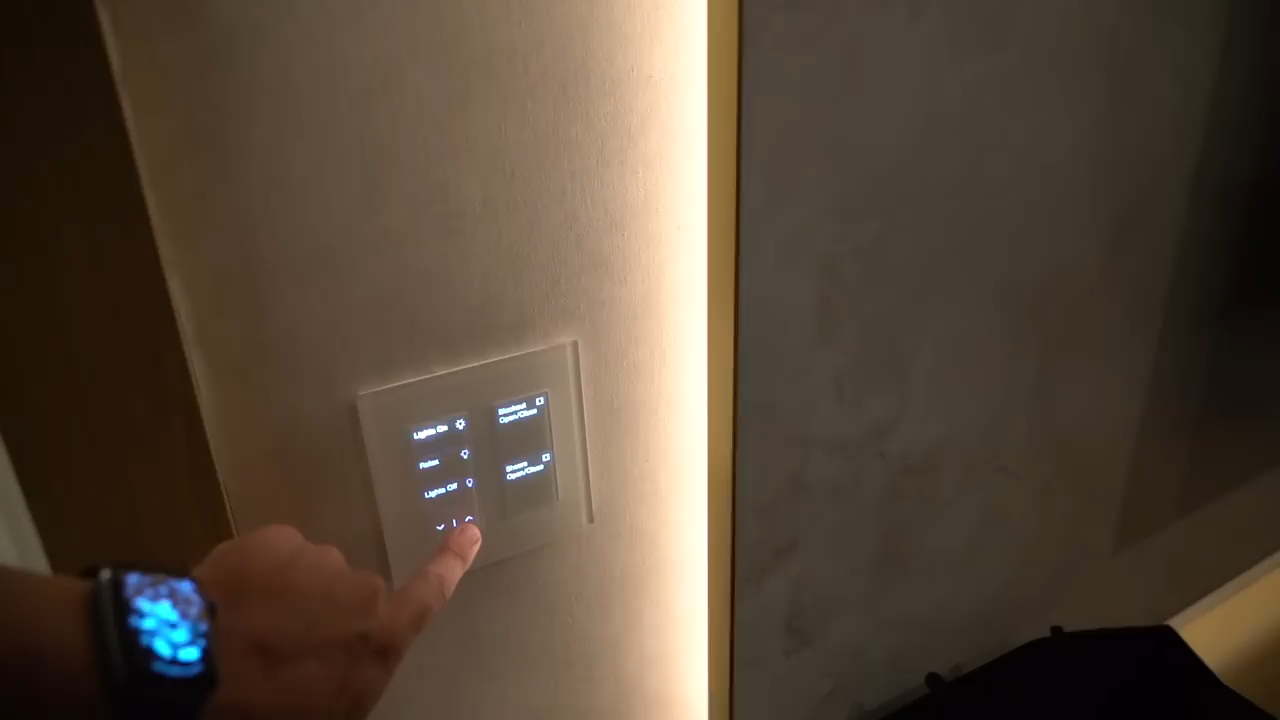 Lights On
Relax
Lights Off
Blackout
Open/Close
Sheers
Open/Close